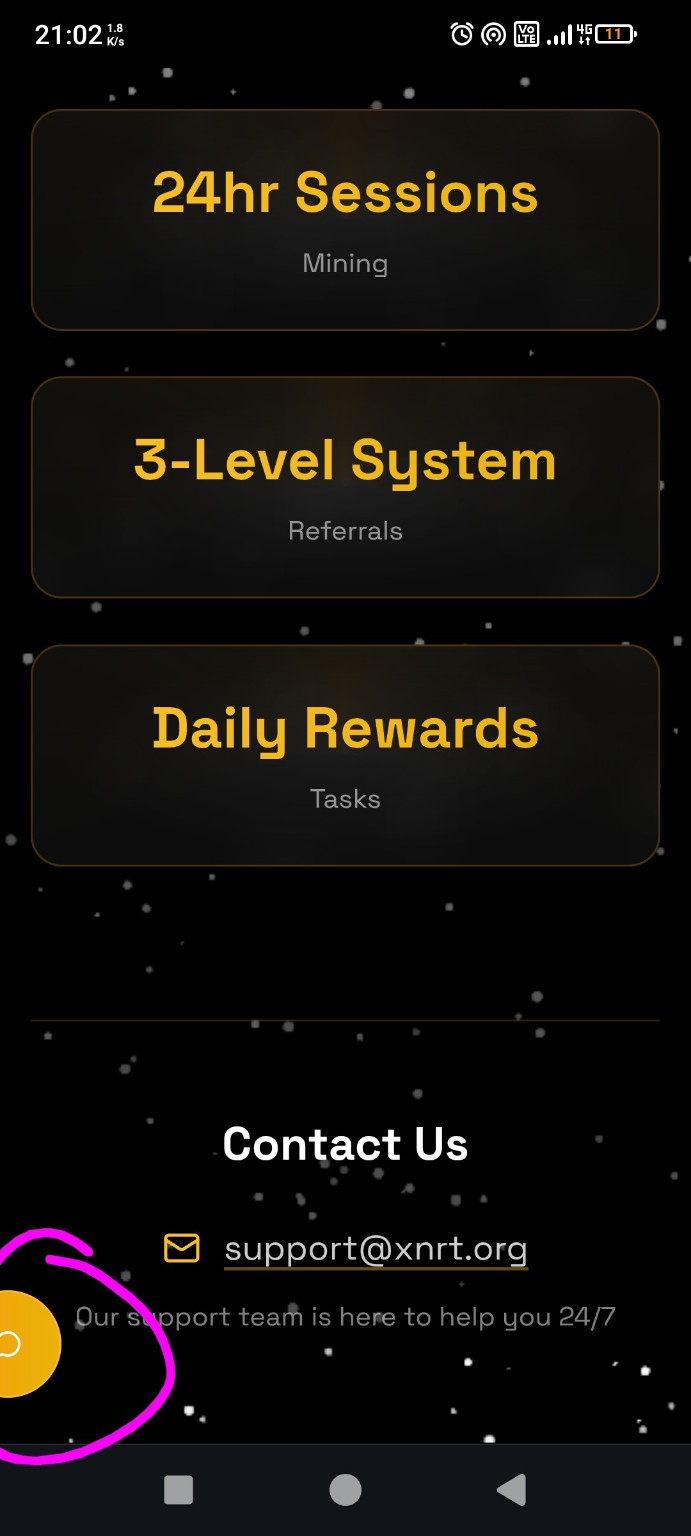 21:02 1.8 K/s Vo LTE 4G 11
24hr Sessions
Mining
3-Level System
Referrals
Daily Rewards
Tasks
Contact Us
support@xnrt.org
Our support team is here to help you 24/7